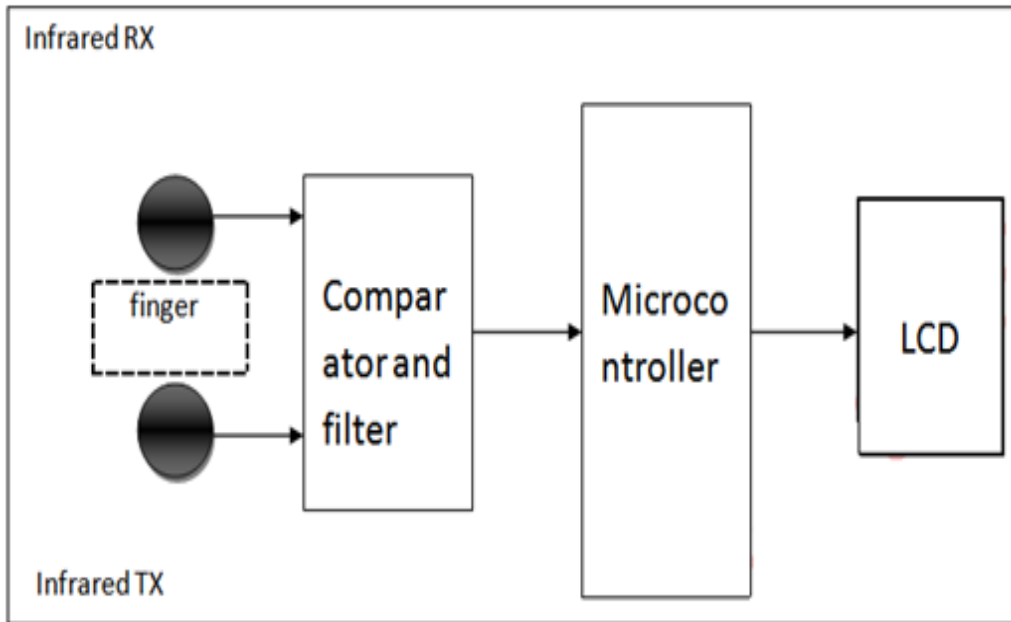 Infrared RX
finger
Compar
ator and
filter
Microco
ntroller
LCD
Infrared TX